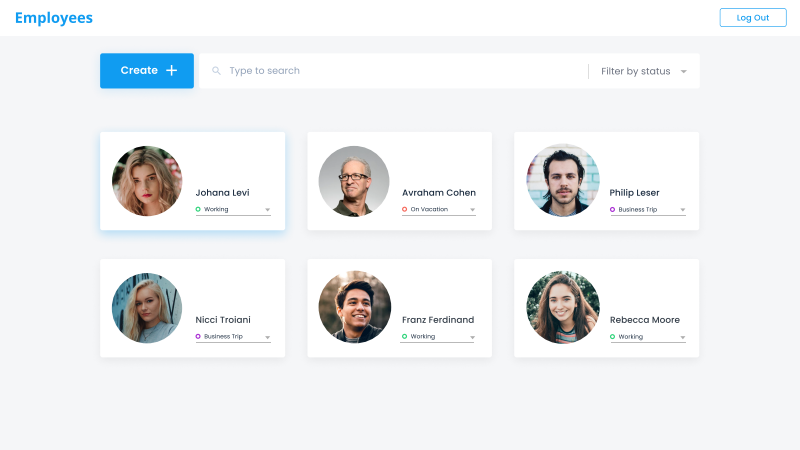 Employees
Log Out
Create
Type to search
Filter by status
Johana Levi
Working
Avraham Cohen
On Vacation
Philip Leser
Business Trip
Nicci Troiani
Business Trip
Franz Ferdinand
Working
Rebecca Moore
Working